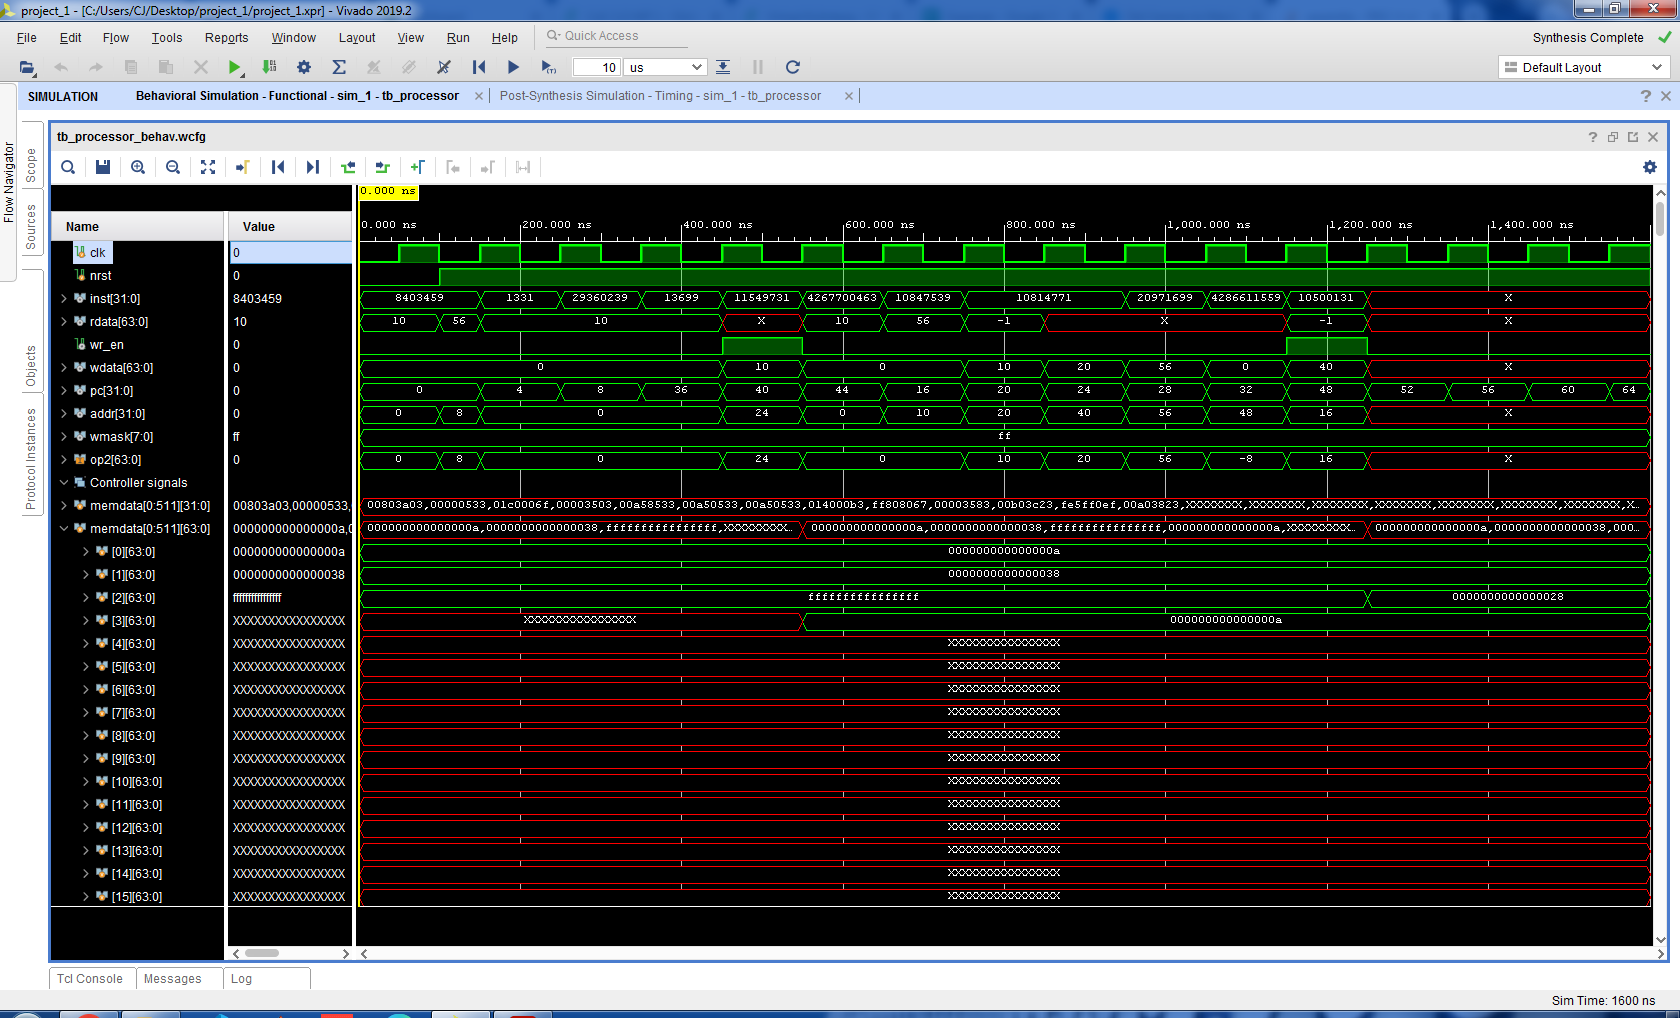 project_1 - [C:/Users/CJ/Desktop/project_1/project_1.xpr] - Vivado 2019.2
File Edit Flow Tools Reports Window Layout View Run Help Quick Access Synthesis Complete
10 us Default Layout
SIMULATION Behavioral Simulation - Functional - sim_1 - tb_processor Post-Synthesis Simulation - Timing - sim_1 - tb_processor
Flow Navigator
Scope
Sources
Objects
Protocol Instances
tb_processor_behav.wcfg
0.000 ns
Name Value 0.000 ns 200.000 ns 400.000 ns 600.000 ns 800.000 ns 1,000.000 ns 1,200.000 ns 1,400.000 ns
clk 0
nrst 0
inst[31:0] 8403459 8403459 1331 29360239 13699 11549731 4267700463 10847539 10814771 20971699 4286611559 10500131 X
rdata[63:0] 10 10 56 10 X 10 56 -1 X -1 X
wr_en 0
wdata[63:0] 0 0 10 0 10 20 56 0 40 X
pc[31:0] 0 0 4 8 36 40 44 16 20 24 28 32 48 52 56 60 64
addr[31:0] 0 0 8 0 24 0 10 20 40 56 48 16 X
wmask[7:0] ff ff
op2[63:0] 0 0 8 0 24 0 10 20 56 -8 16 X
Controller signals
memdata[0:511][31:0] 00803a03,00000533, 00803a03,00000533,01c0006f,00003503,00a58533,00a50533,00a50533,014000b3,ff808067,00003583,00b03c23,fe5ff0ef,00a03823,XXXXXXXX,XXXXXXXX,XXXXXXXX,XXXXXXXX,XXXXXXXX,XXXXXXXX,X...
memdata[0:511][63:0] 000000000000000a,0 000000000000000a,0000000000000038,ffffffffffffffff,XXXXXXXXX... 000000000000000a,0000000000000038,ffffffffffffffff,000000000000000a,XXXXXXXXX... 000000000000000a,0000000000000038,000...
[0][63:0] 000000000000000a 000000000000000a
[1][63:0] 0000000000000038 0000000000000038
[2][63:0] ffffffffffffffff ffffffffffffffff 0000000000000028
[3][63:0] XXXXXXXXXXXXXXXX XXXXXXXXXXXXXXXX 000000000000000a
[4][63:0] XXXXXXXXXXXXXXXX XXXXXXXXXXXXXXXX
[5][63:0] XXXXXXXXXXXXXXXX XXXXXXXXXXXXXXXX
[6][63:0] XXXXXXXXXXXXXXXX XXXXXXXXXXXXXXXX
[7][63:0] XXXXXXXXXXXXXXXX XXXXXXXXXXXXXXXX
[8][63:0] XXXXXXXXXXXXXXXX XXXXXXXXXXXXXXXX
[9][63:0] XXXXXXXXXXXXXXXX XXXXXXXXXXXXXXXX
[10][63:0] XXXXXXXXXXXXXXXX XXXXXXXXXXXXXXXX
[11][63:0] XXXXXXXXXXXXXXXX XXXXXXXXXXXXXXXX
[12][63:0] XXXXXXXXXXXXXXXX XXXXXXXXXXXXXXXX
[13][63:0] XXXXXXXXXXXXXXXX XXXXXXXXXXXXXXXX
[14][63:0] XXXXXXXXXXXXXXXX XXXXXXXXXXXXXXXX
[15][63:0] XXXXXXXXXXXXXXXX XXXXXXXXXXXXXXXX
Tcl Console Messages Log
Sim Time: 1600 ns